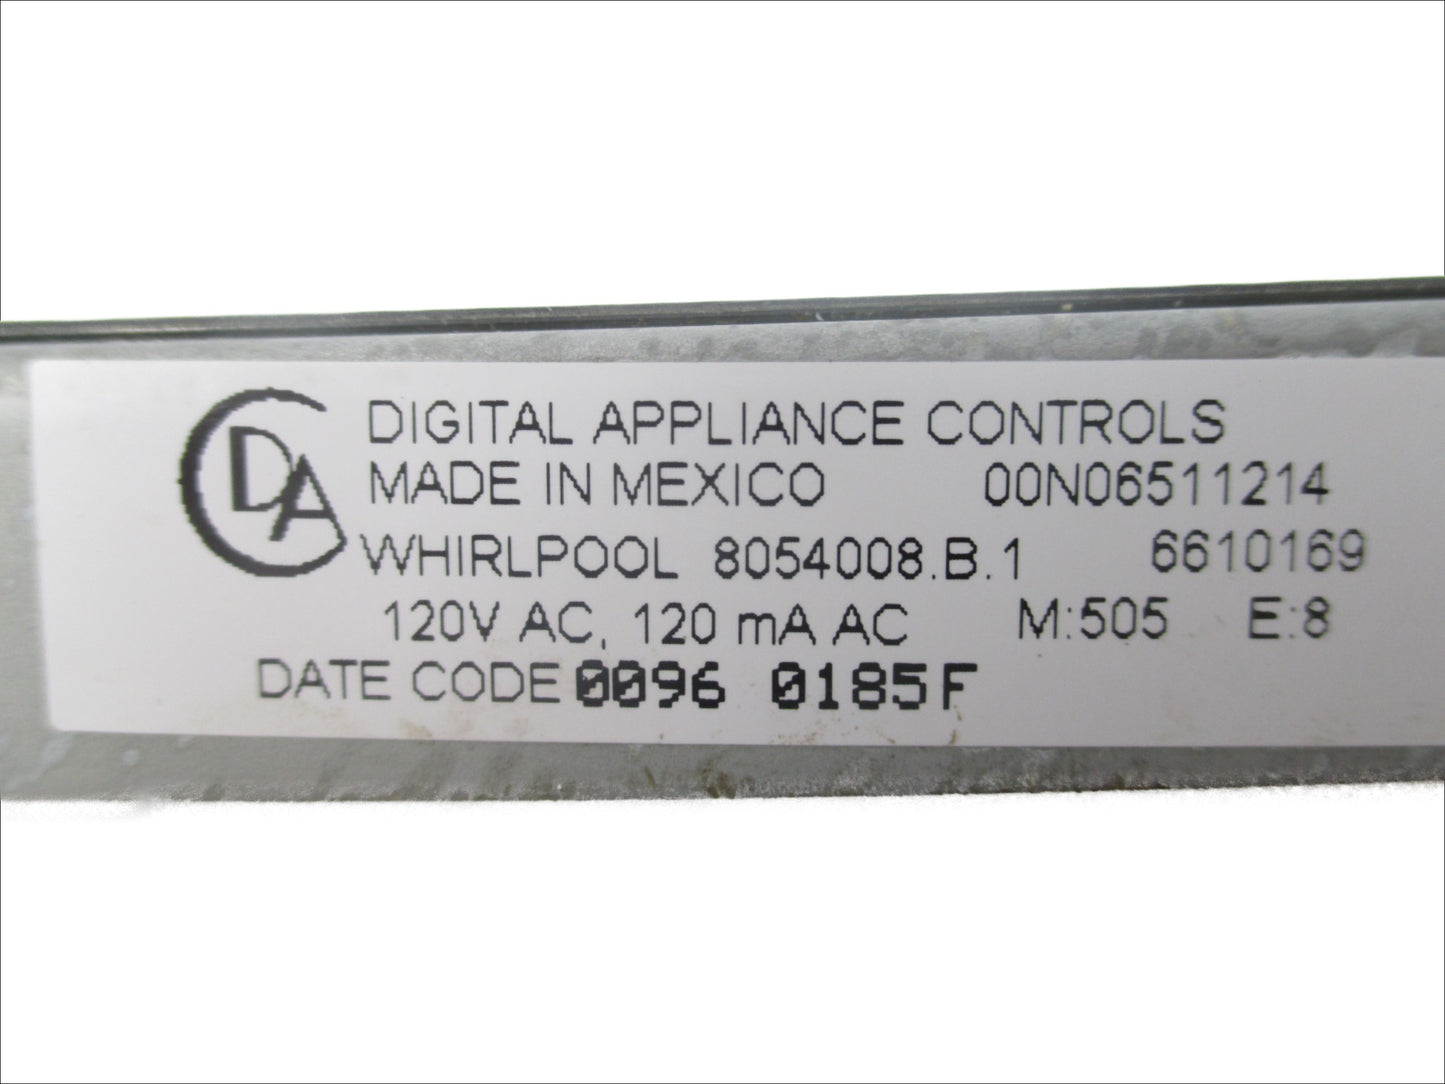 DAC
DIGITAL APPLIANCE CONTROLS
MADE IN MEXICO 00N06511214
WHIRLPOOL 8054008.B.1 6610169
120V AC, 120 mA AC M:505 E:8
DATE CODE 0096 0185F